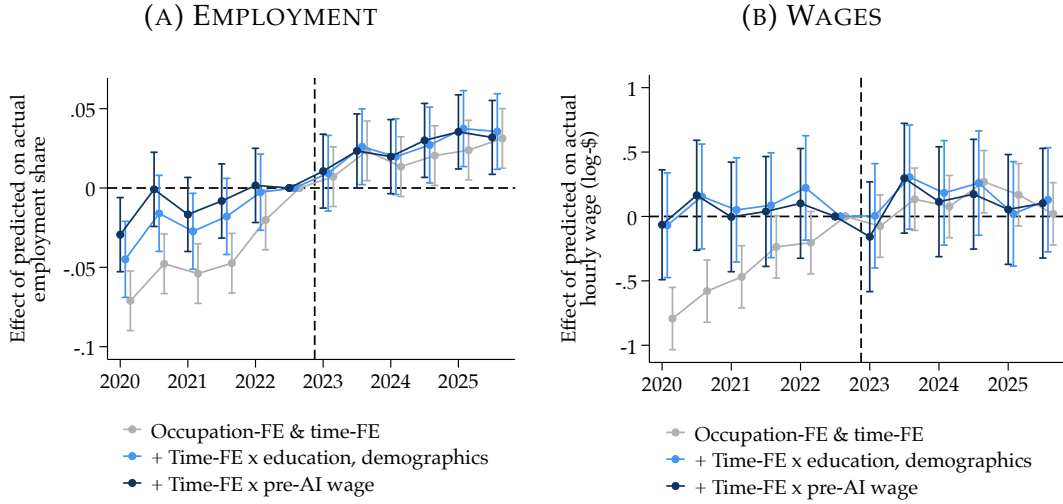 (A) EMPLOYMENT
Effect of predicted on actual
employment share
.05
0
-.05
-.1
2020 2021 2022 2023 2024 2025
Occupation-FE & time-FE
+ Time-FE x education, demographics
+ Time-FE x pre-AI wage
(B) WAGES
Effect of predicted on actual
hourly wage (log-$)
1
.5
0
-.5
-1
2020 2021 2022 2023 2024 2025
Occupation-FE & time-FE
+ Time-FE x education, demographics
+ Time-FE x pre-AI wage